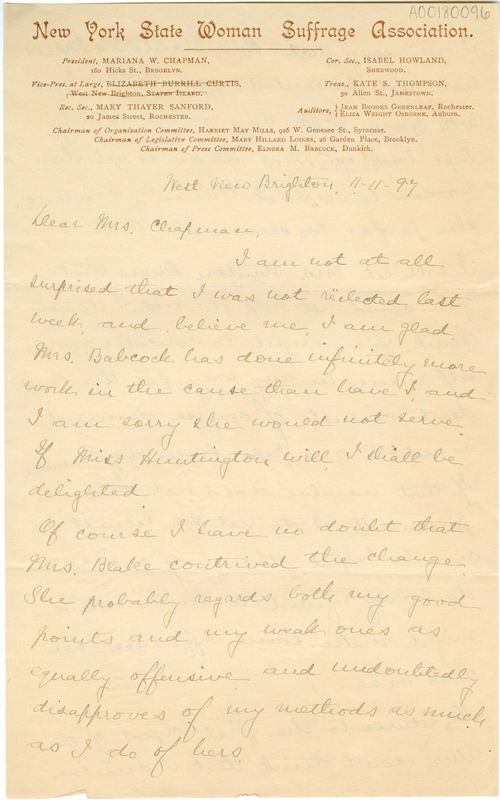 A00180096
New York State Woman Suffrage Association.
President, MARIANA W. CHAPMAN,
160 Hicks St., BROOKLYN.
Vice-Pres. at Large, ELIZABETH BURRILL CURTIS,
West New Brighton, STATEN ISLAND.
Rec. Sec., MARY THAYER SANFORD,
20 James Street, ROCHESTER.
Cor. Sec., ISABEL HOWLAND,
SHERWOOD.
Treas., KATE S. THOMPSON,
30 Allen St., JAMESTOWN.
Auditors, { JEAN BROOKS GREENLEAF, Rochester.
{ ELIZA WRIGHT OSBORNE, Auburn.
Chairman of Organization Committee, HARRIET MAY MILLS, 926 W. Genesee St., Syracuse.
Chairman of Legislative Committee, MARY HILLARD LOINES, 26 Garden Place, Brooklyn.
Chairman of Press Committee, ELNORA M. BABCOCK, Dunkirk.
West New Brighton, 11-11-97
Dear Mrs. Chapman,
I am not at all
surprised that I was not reëlected last
week, and, believe me, I am glad.
Mrs. Babcock has done infinitely more
work in the cause than have I, and
I am sorry she would not serve.
If Miss Huntington will, I shall be
delighted.
Of course I have no doubt that
Mrs. Blake contrived the change.
She probably regards both my good
points and my weak ones as
equally offensive and undoubtedly
disapproves of my methods as much
as I do of hers.